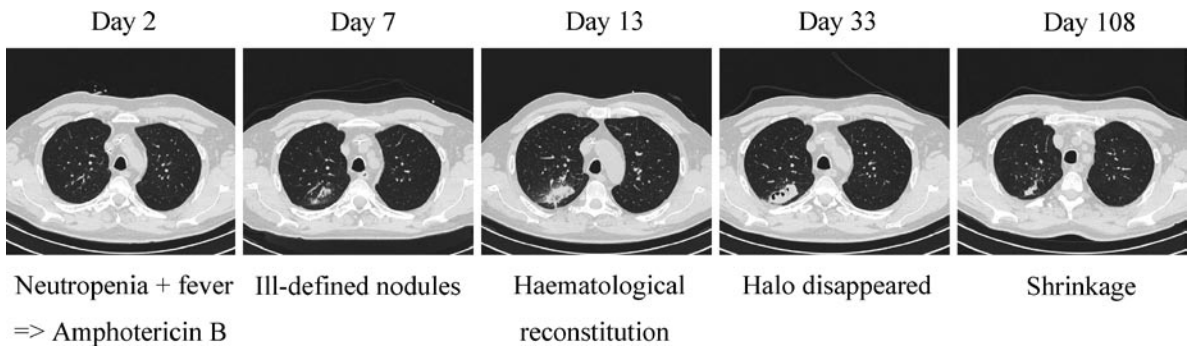 Day 2
Day 7
Day 13
Day 33
Day 108
Neutropenia + fever
=> Amphotericin B
Ill-defined nodules
Haematological
reconstitution
Halo disappeared
Shrinkage